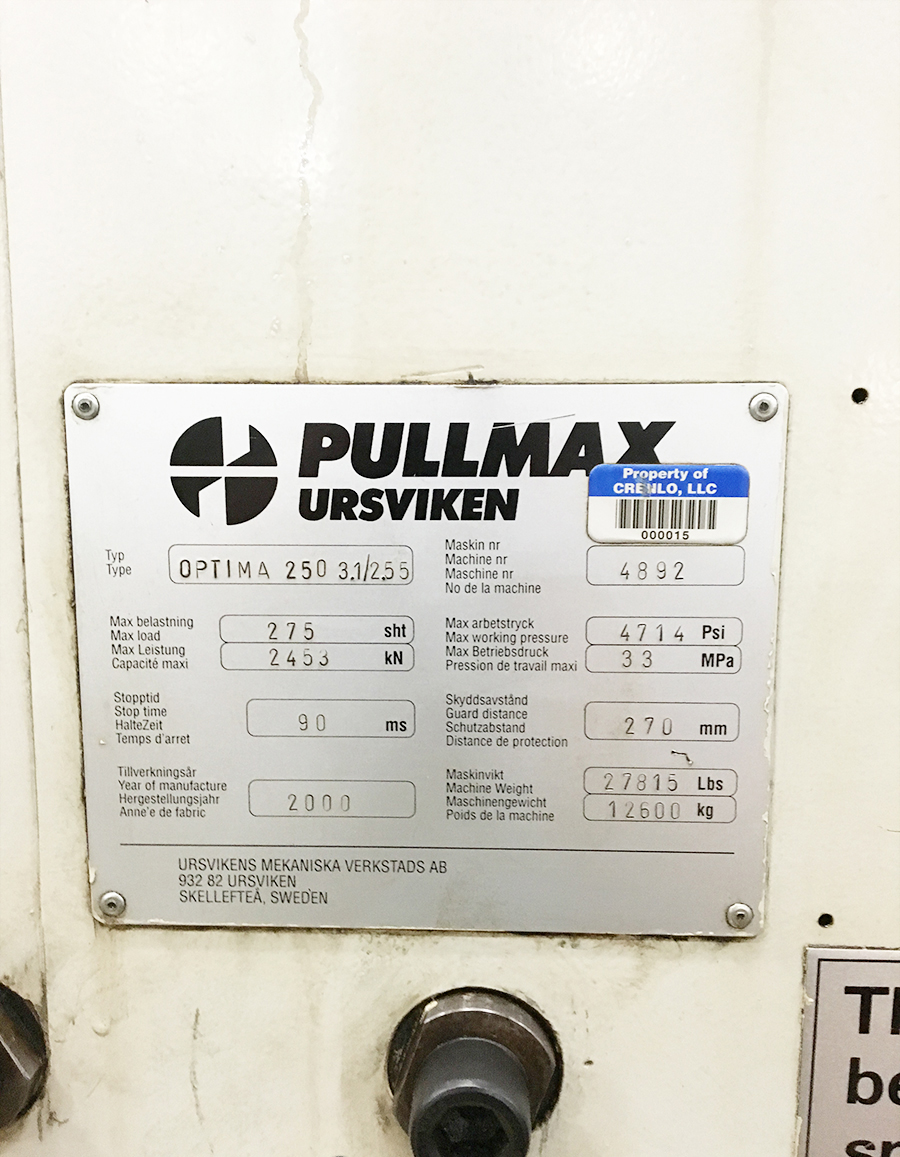 PULLMAX
URSVIKEN
Property of
CRENLO, LLC
000015
Typ
Type
OPTIMA 250 3.1/2.55
Maskin nr
Machine nr
Maschine nr
No de la machine
4892
Max belastning
Max load
Max Leistung
Capacité maxi
275 sht
2453 kN
Max arbetstryck
Max working pressure
Max Betriebsdruck
Pression de travail maxi
4714 Psi
33 MPa
Stopptid
Stop time
HalteZeit
Temps d'arret
90 ms
Skyddsavstånd
Guard distance
Schutzabstand
Distance de protection
270 mm
Tillverkningsår
Year of manufacture
Hergestellungsjahr
Anne'e de fabric
2000
Maskinvikt
Machine Weight
Maschinengewicht
Poids de la machine
27815 Lbs
12600 kg
URSVIKENS MEKANISKA VERKSTADS AB
932 82 URSVIKEN
SKELLEFTEÅ, SWEDEN
be